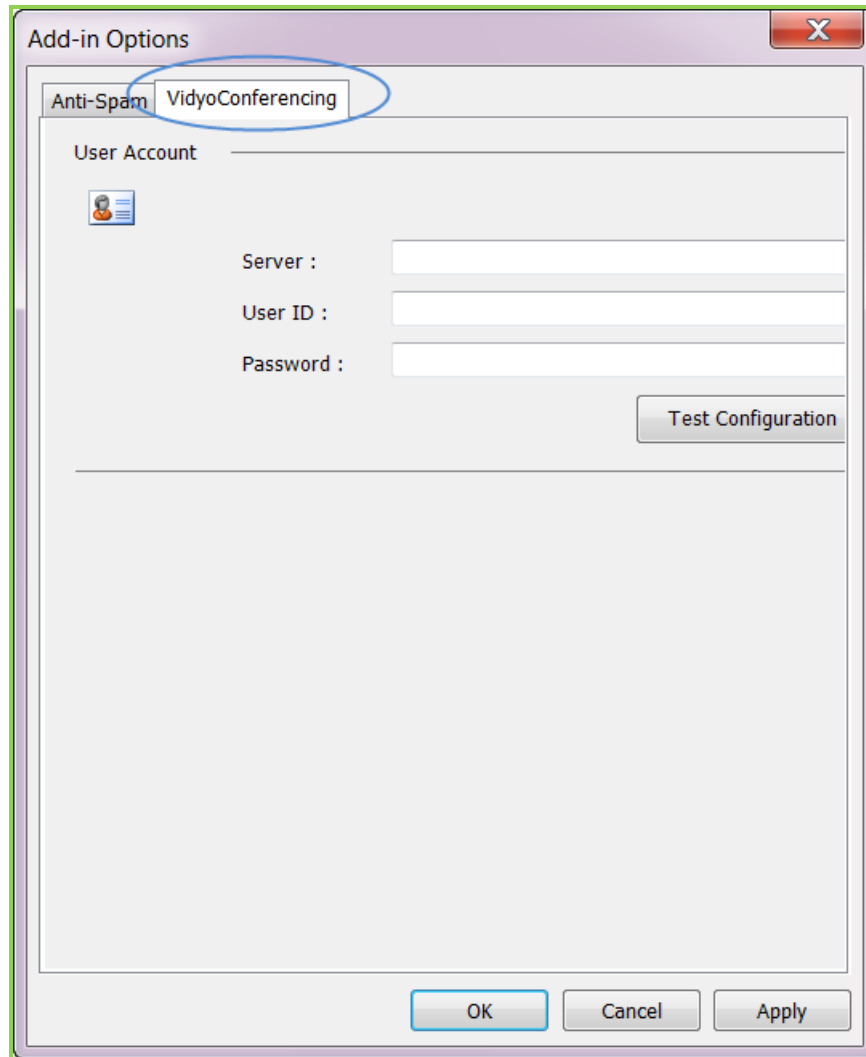 Add-in Options
Anti-Spam VidyoConferencing
User Account
Server :
User ID :
Password :
Test Configuration
OK Cancel Apply